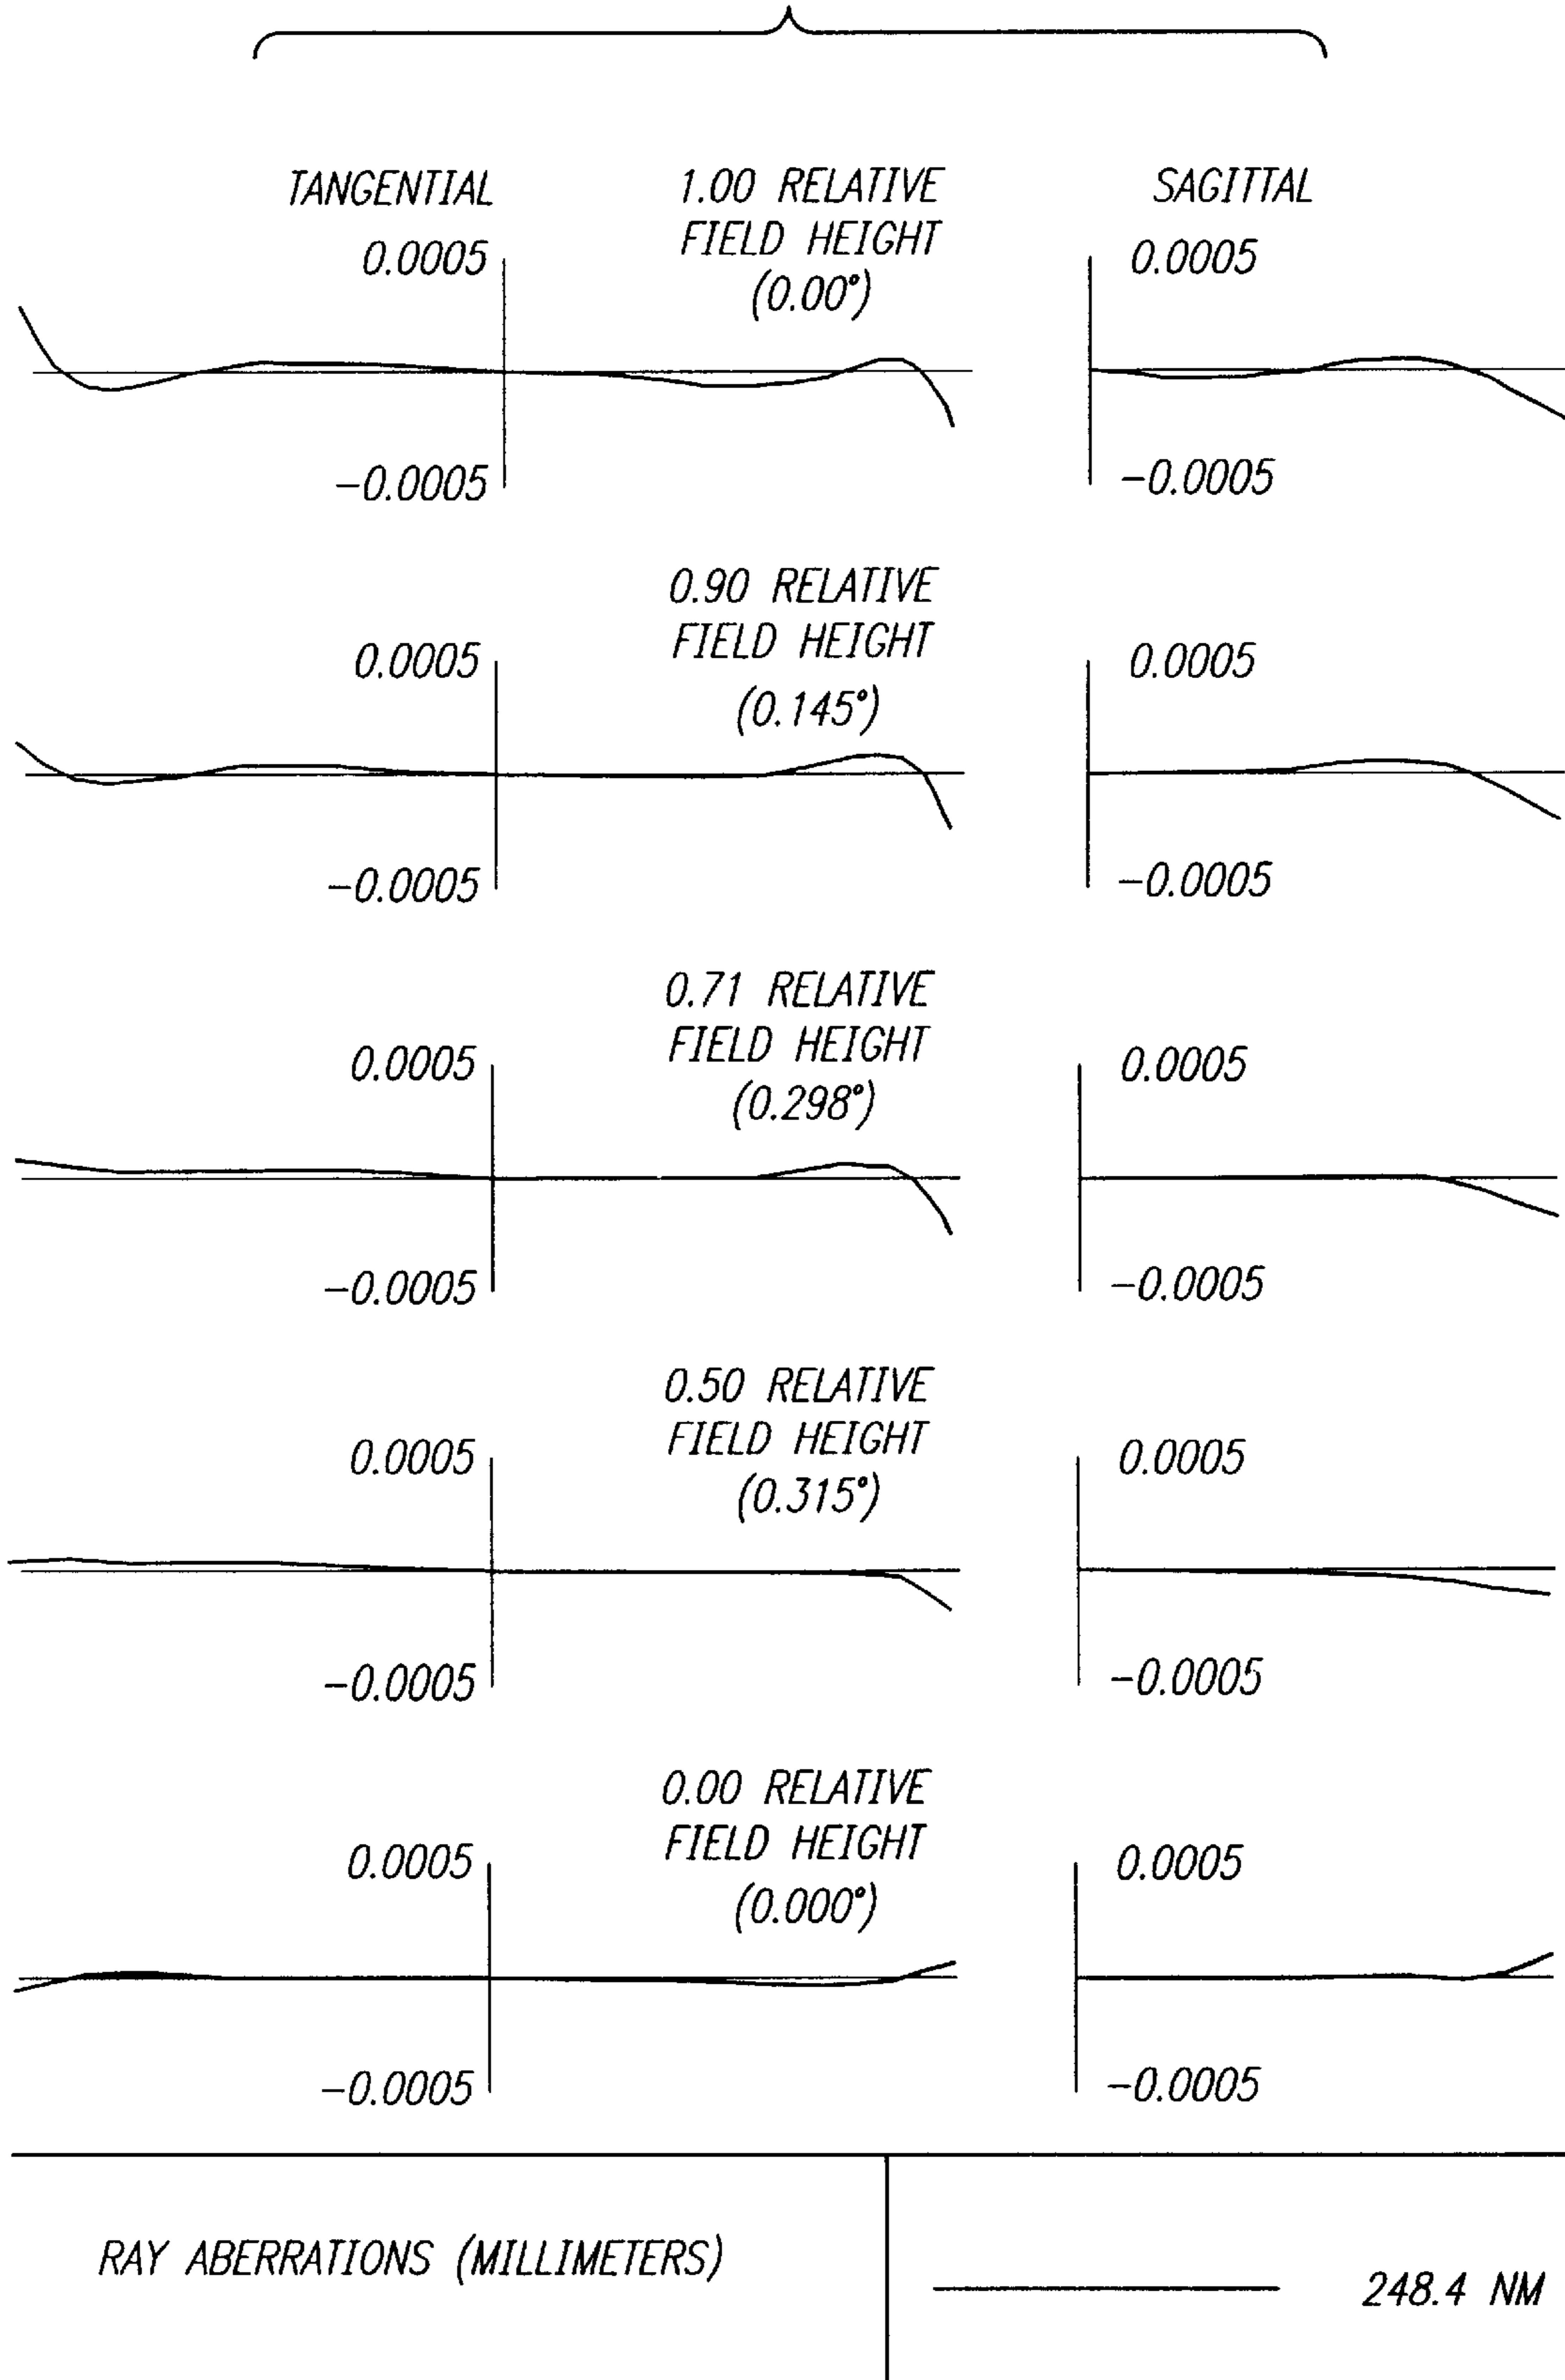 TANGENTIAL
1.00 RELATIVE
FIELD HEIGHT
(0.00°)
SAGITTAL
0.0005
0.0005
-0.0005
-0.0005
0.90 RELATIVE
FIELD HEIGHT
(0.145°)
0.0005
0.0005
-0.0005
-0.0005
0.71 RELATIVE
FIELD HEIGHT
(0.298°)
0.0005
0.0005
-0.0005
-0.0005
0.50 RELATIVE
FIELD HEIGHT
(0.315°)
0.0005
0.0005
-0.0005
-0.0005
0.00 RELATIVE
FIELD HEIGHT
(0.000°)
0.0005
0.0005
-0.0005
-0.0005
RAY ABERRATIONS (MILLIMETERS)
248.4 NM